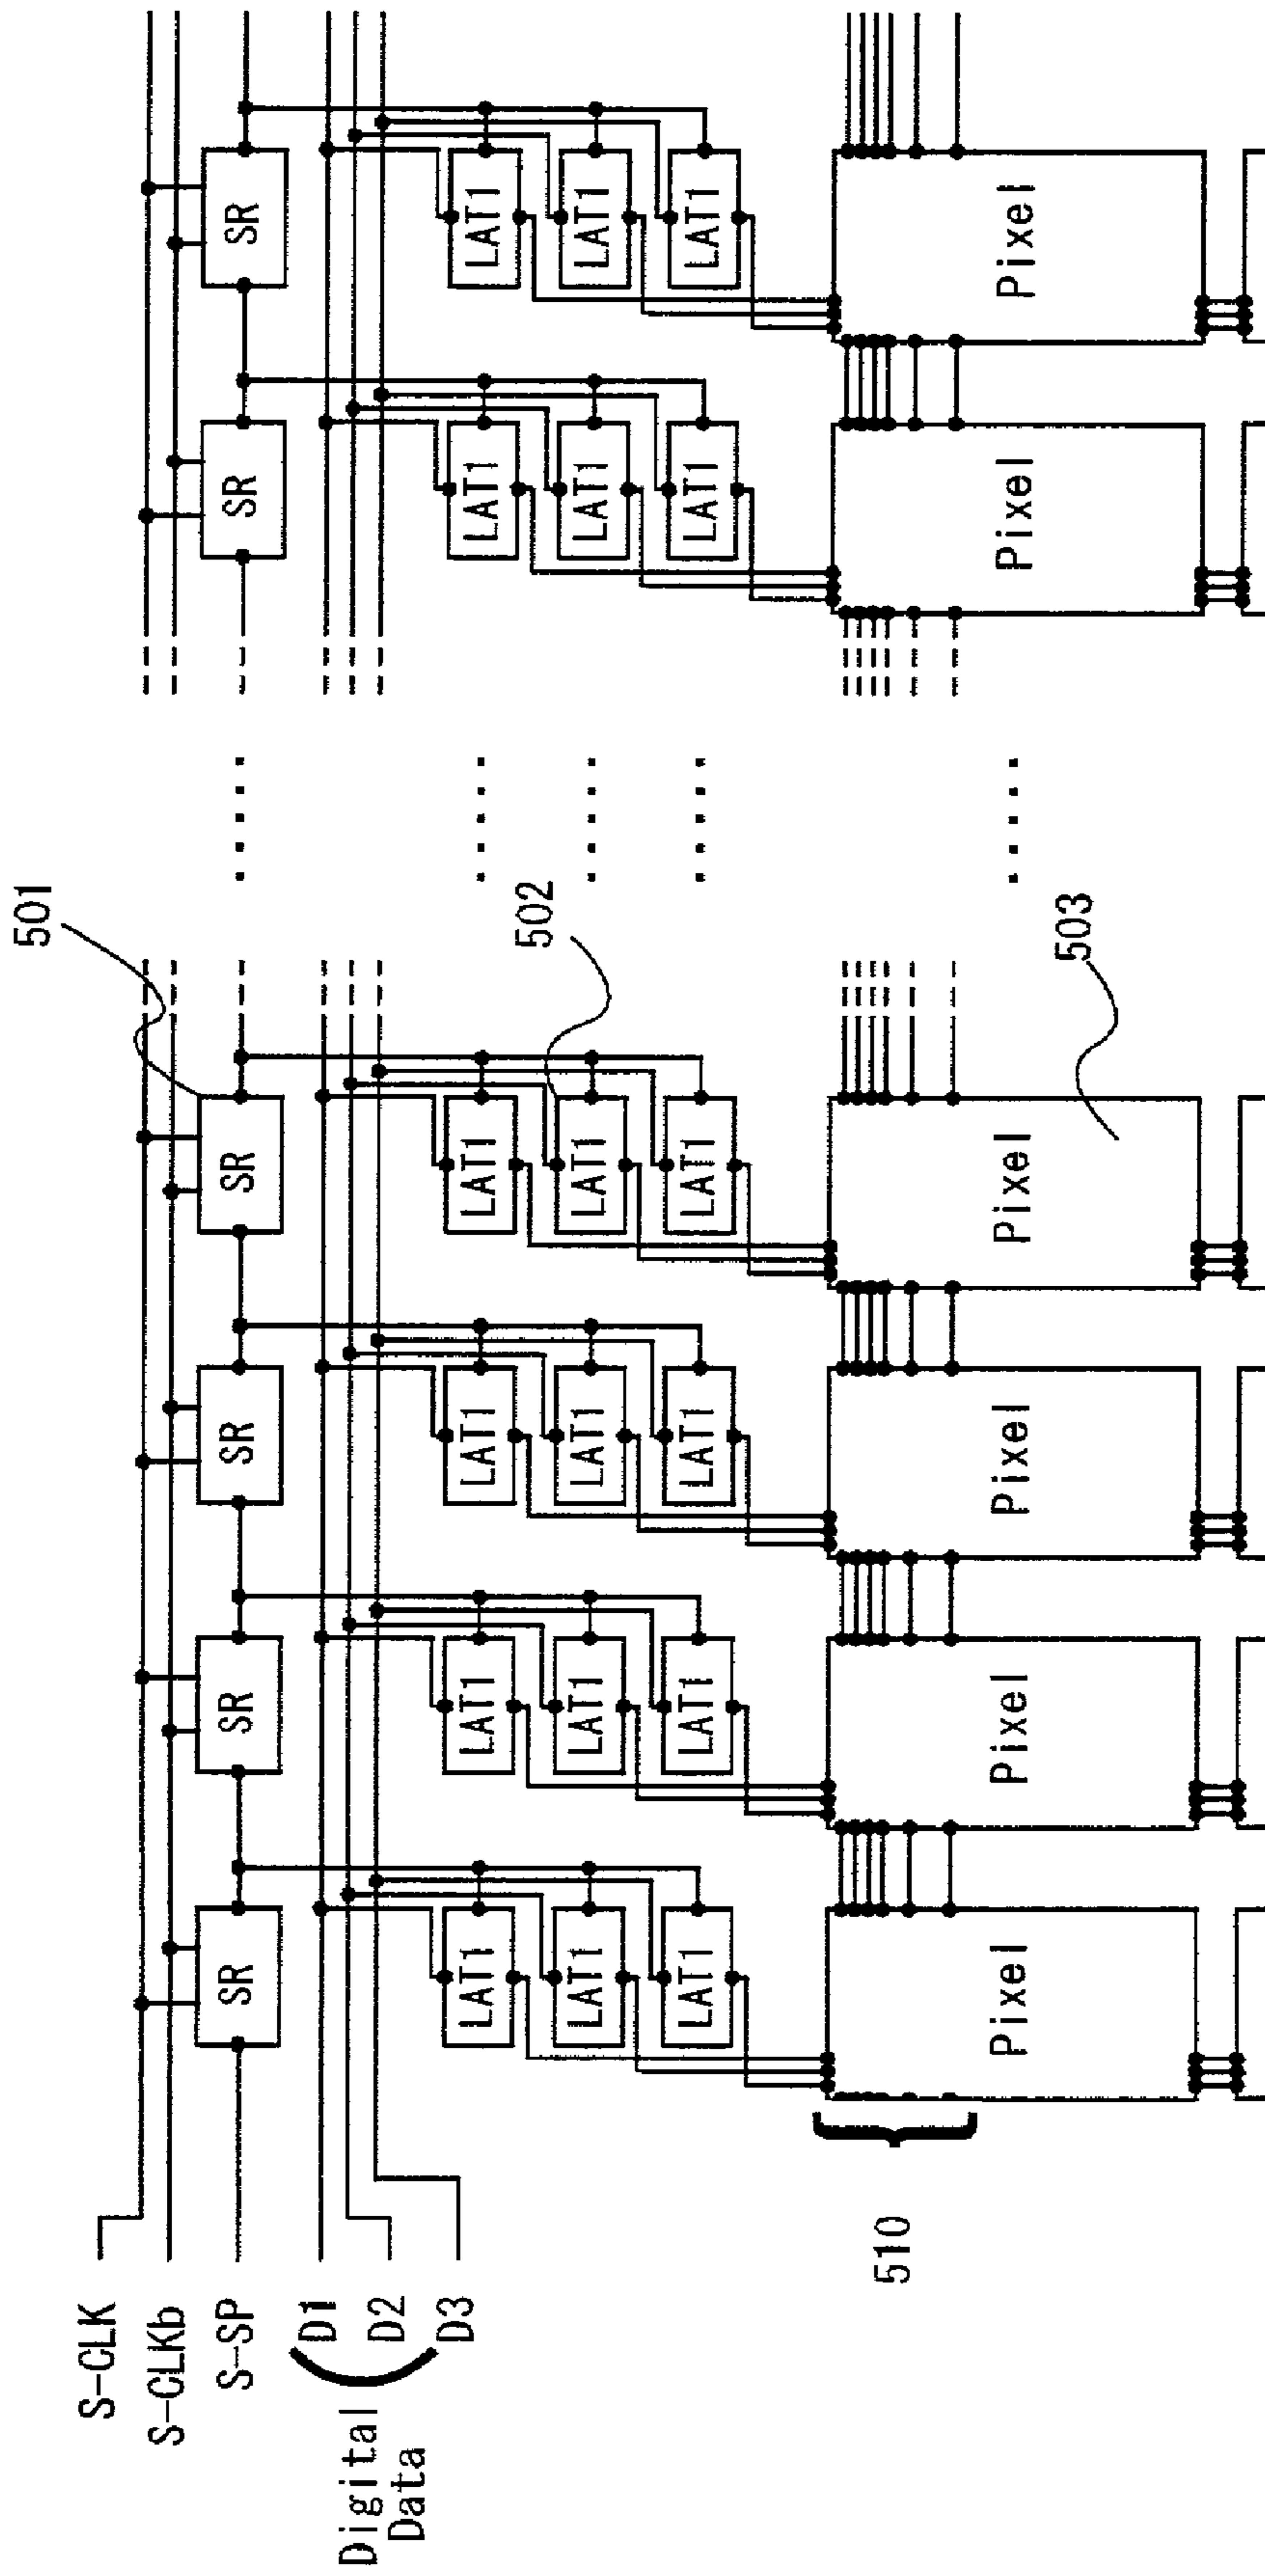 S-CLK
S-CLKb
S-SP
Digital
Data
D1
D2
D3
501
SR SR SR SR SR SR
502
LAT1 LAT1 LAT1 LAT1 LAT1 LAT1
LAT1 LAT1 LAT1 LAT1 LAT1 LAT1
LAT1 LAT1 LAT1 LAT1 LAT1 LAT1
510
Pixel Pixel Pixel Pixel Pixel Pixel
503